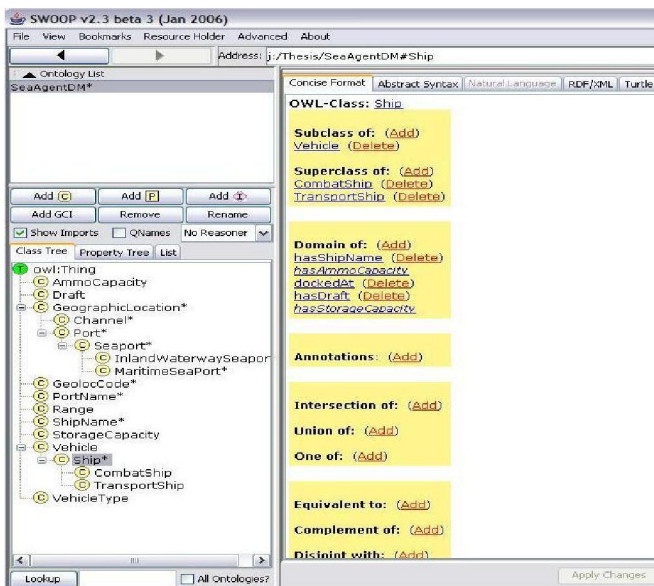 SWOOP v2.3 beta 3 (Jan 2006)
File View Bookmarks Resource Holder Advanced About
Address: j:/Thesis/SeaAgentDM#Ship
Ontology List
SeaAgentDM*
Add C Add P Add I
Add GCI Remove Rename
Show Imports QNames No Reasoner
Class Tree Property Tree List
owl:Thing
AmmoCapacity
Draft
GeographicLocation*
Channel*
Port*
Seaport*
InlandWaterwaySeapor
MaritimeSeaPort*
GeolocCode*
PortName*
Range
ShipName*
StorageCapacity
Vehicle
Ship*
CombatShip
TransportShip
VehicleType
Lookup All Ontologies?
Concise Format Abstract Syntax Natural Language RDF/XML Turtle
OWL-Class: Ship
Subclass of: (Add)
Vehicle (Delete)
Superclass of: (Add)
CombatShip (Delete)
TransportShip (Delete)
Domain of: (Add)
hasShipName (Delete)
hasAmmoCapacity
dockedAt (Delete)
hasDraft (Delete)
hasStorageCapacity
Annotations: (Add)
Intersection of: (Add)
Union of: (Add)
One of: (Add)
Equivalent to: (Add)
Complement of: (Add)
Disjoint with: (Add)
Apply Changes